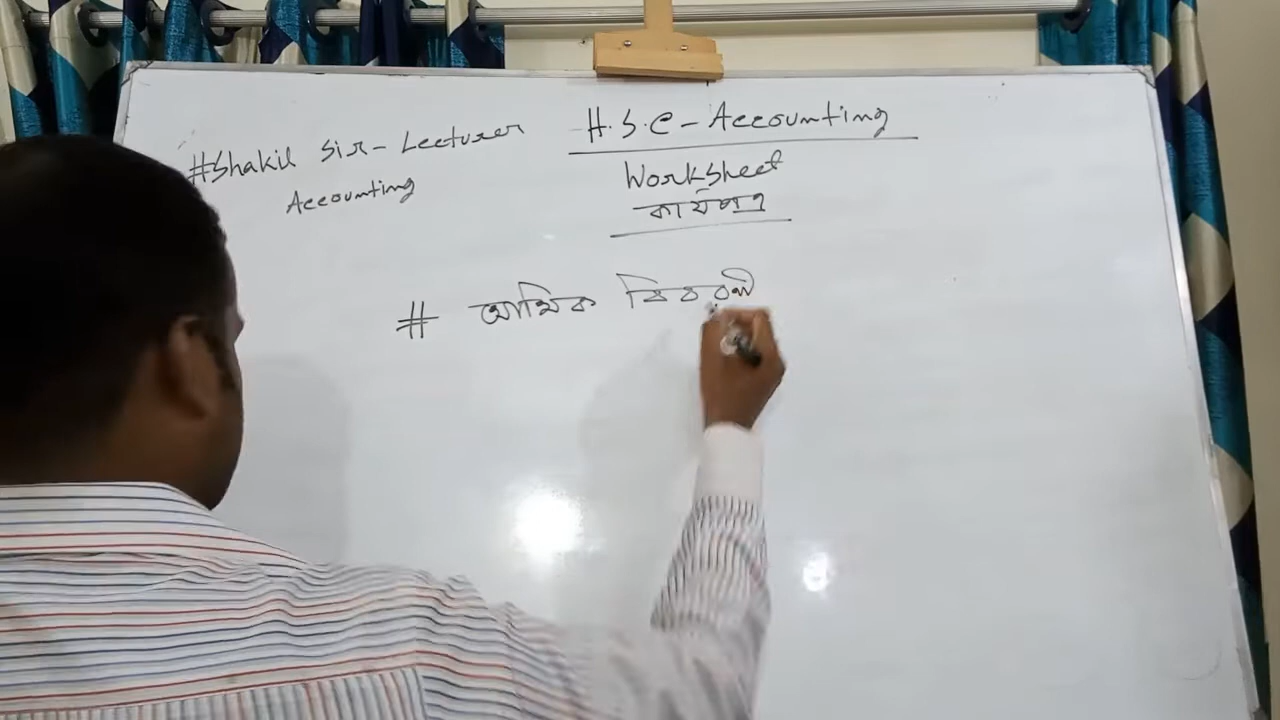 #Shakil Sir - Lecturer
Accounting
H.S.C - Accounting
Worksheet
কার্যপত্র
# আর্থিক বিবরণী